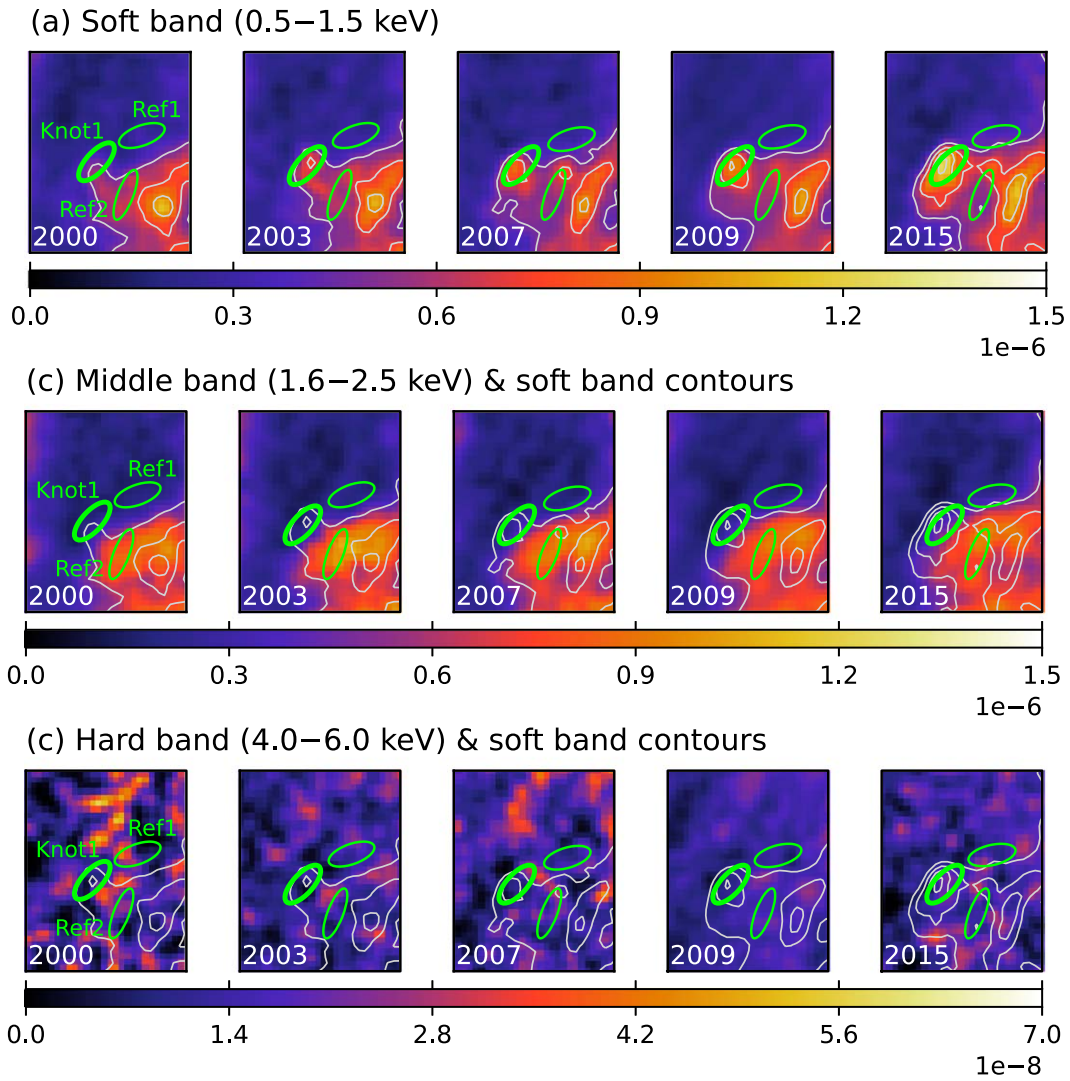 (a) Soft band (0.5−1.5 keV)
Knot1 Ref1
Ref2
2000 2003 2007 2009 2015
0.0 0.3 0.6 0.9 1.2 1.5
1e−6
(c) Middle band (1.6−2.5 keV) & soft band contours
Knot1 Ref1
Ref2
2000 2003 2007 2009 2015
0.0 0.3 0.6 0.9 1.2 1.5
1e−6
(c) Hard band (4.0−6.0 keV) & soft band contours
Knot1 Ref1
Ref2
2000 2003 2007 2009 2015
0.0 1.4 2.8 4.2 5.6 7.0
1e−8